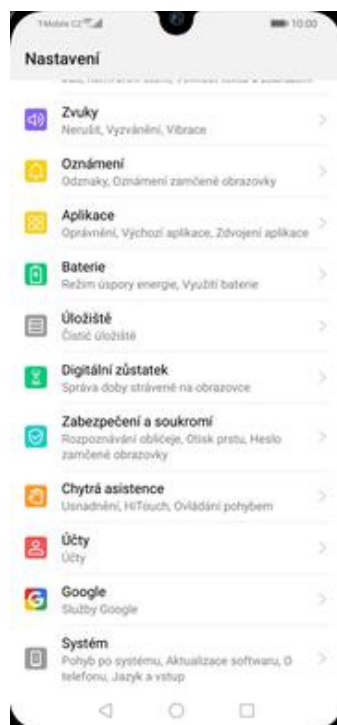 T-Mobile CZ
10:00
Nastavení
Zvuky
Nerušit, Vyzvánění, Vibrace
Oznámení
Odznaky, Oznámení zamčené obrazovky
Aplikace
Oprávnění, Výchozí aplikace, Zdvojení aplikace
Baterie
Režim úspory energie, Využití baterie
Úložiště
Čistič úložiště
Digitální zůstatek
Správa doby strávené na obrazovce
Zabezpečení a soukromí
Rozpoznávání obličeje, Otisk prstu, Heslo
zamčené obrazovky
Chytrá asistence
Usnadnění, HiTouch, Ovládání pohybem
Účty
Účty
Google
Služby Google
Systém
Pohyb po systému, Aktualizace softwaru, O
telefonu, Jazyk a vstup